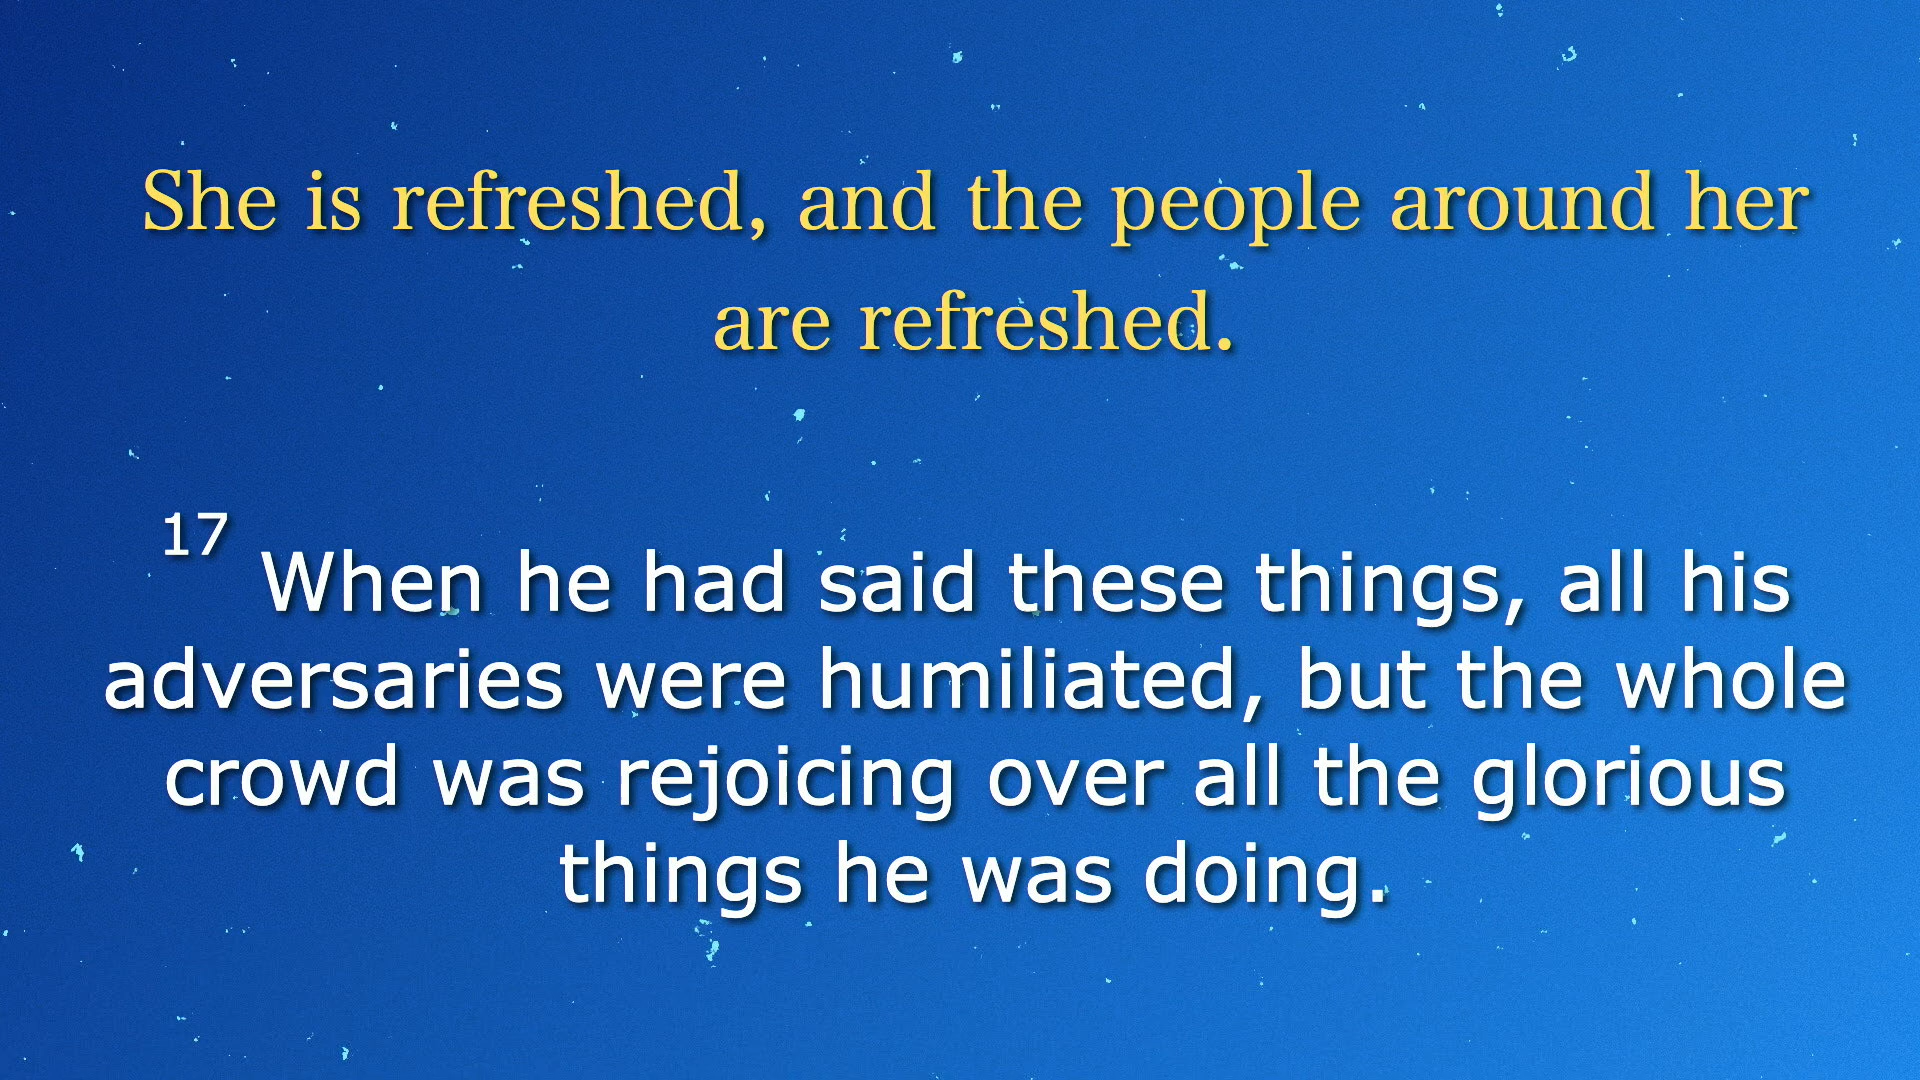 She is refreshed, and the people around her
are refreshed.
17 When he had said these things, all his
adversaries were humiliated, but the whole
crowd was rejoicing over all the glorious
things he was doing.